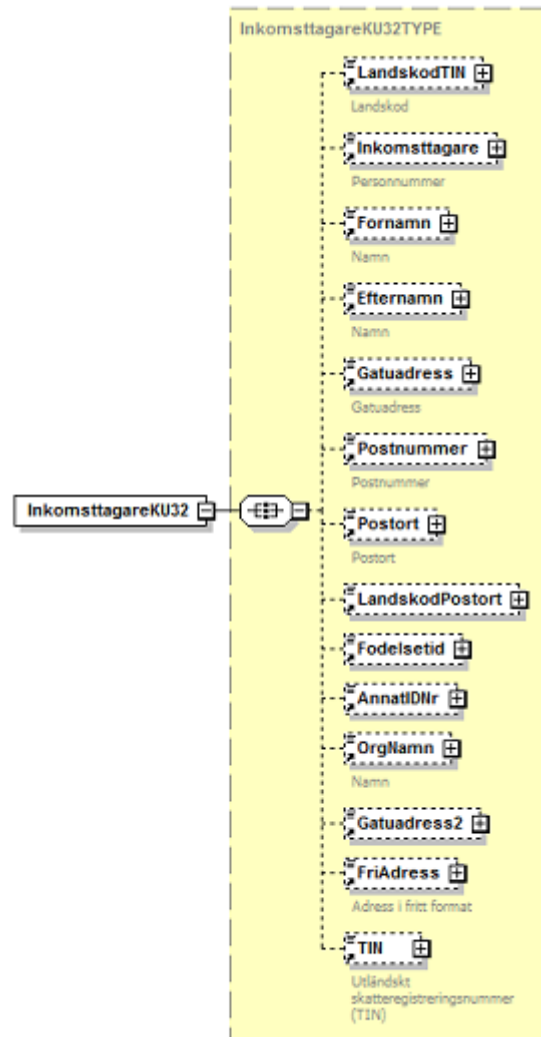 InkomsttagareKU32TYPE
LandskodTIN
Landskod
Inkomsttagare
Personnummer
Fornamn
Namn
Efternamn
Namn
Gatuadress
Gatuadress
Postnummer
Postnummer
InkomsttagareKU32
Postort
Postort
LandskodPostort
Fodelsetid
AnnatIDNr
OrgNamn
Namn
Gatuadress2
FriAdress
Adress i fritt format
TIN
Utländskt
skatteregistreringsnummer
(TIN)